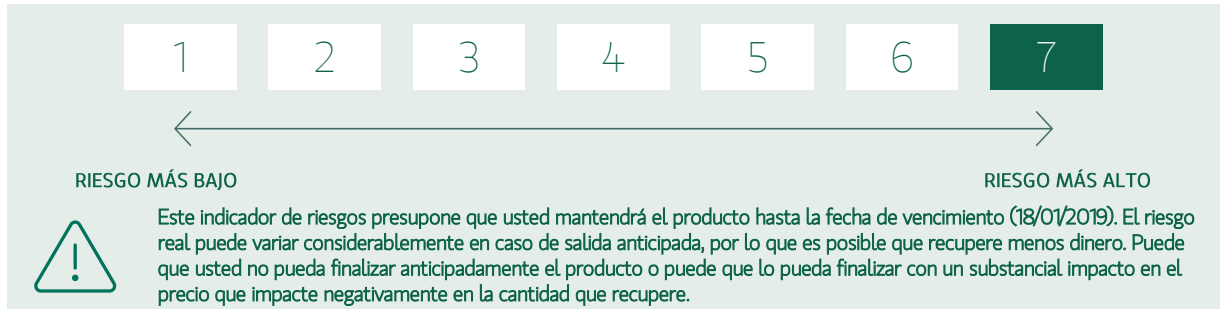 1 2 3 4 5 6 7
RIESGO MÁS BAJO RIESGO MÁS ALTO
Este indicador de riesgos presupone que usted mantendrá el producto hasta la fecha de vencimiento (18/01/2019). El riesgo
real puede variar considerablemente en caso de salida anticipada, por lo que es posible que recupere menos dinero. Puede
que usted no pueda finalizar anticipadamente el producto o puede que lo pueda finalizar con un substancial impacto en el
precio que impacte negativamente en la cantidad que recupere.